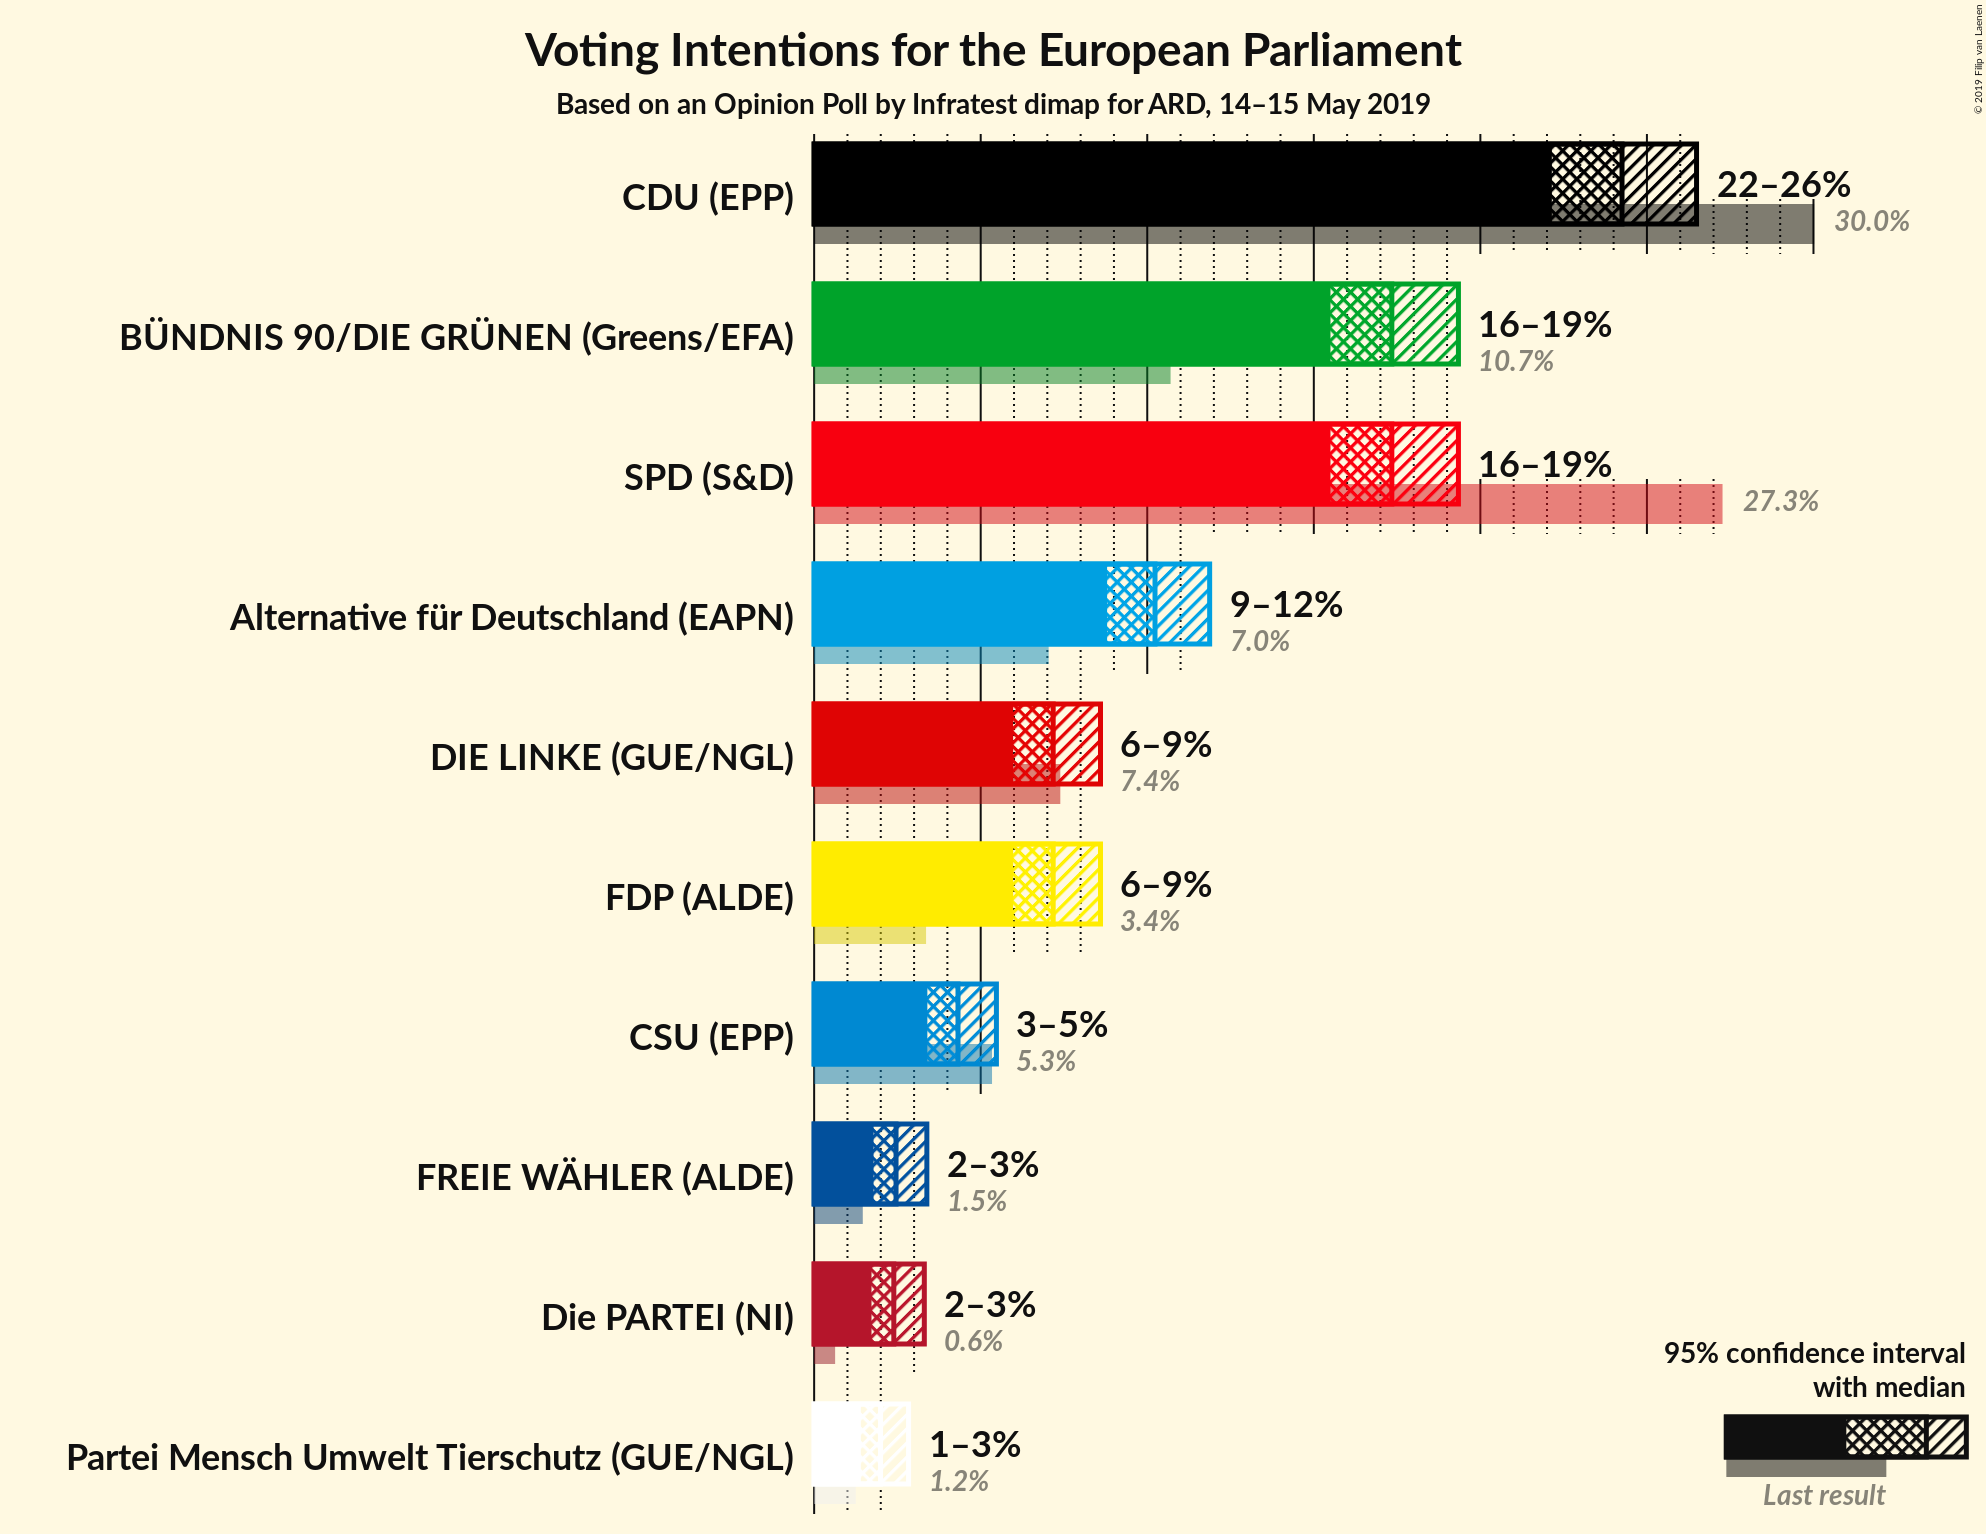 Voting Intentions for the European Parliament
Based on an Opinion Poll by Infratest dimap for ARD, 14–15 May 2019
© 2019 Filip van Laenen
CDU (EPP)
22–26%
30.0%
BÜNDNIS 90/DIE GRÜNEN (Greens/EFA)
16–19%
10.7%
SPD (S&D)
16–19%
27.3%
Alternative für Deutschland (EAPN)
9–12%
7.0%
DIE LINKE (GUE/NGL)
6–9%
7.4%
FDP (ALDE)
6–9%
3.4%
CSU (EPP)
3–5%
5.3%
FREIE WÄHLER (ALDE)
2–3%
1.5%
Die PARTEI (NI)
2–3%
0.6%
Partei Mensch Umwelt Tierschutz (GUE/NGL)
1–3%
1.2%
95% confidence interval
with median
Last result